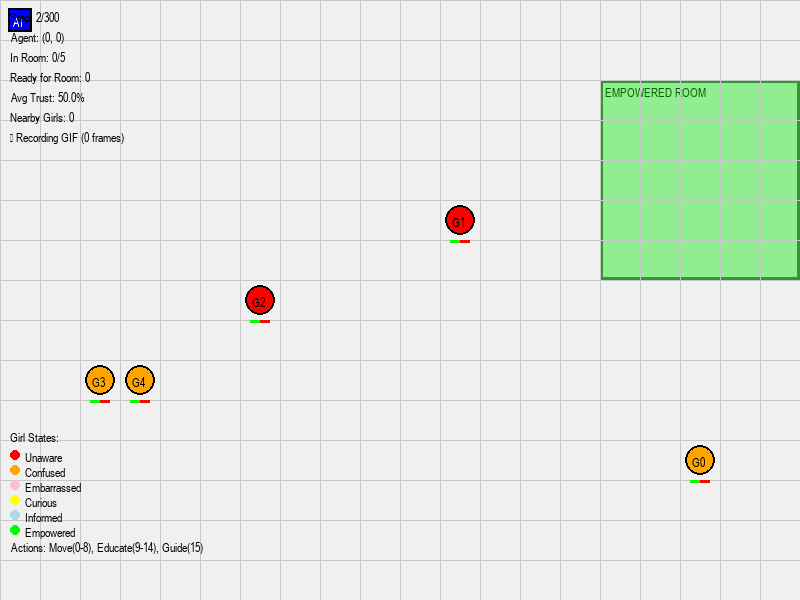 AI 2/300
Agent: (0, 0)
In Room: 0/5
Ready for Room: 0
Avg Trust: 50.0%
Nearby Girls: 0
Recording GIF (0 frames)
EMPOWERED ROOM
G1
G2
G3 G4
G0
Girl States:
Unaware
Confused
Embarrassed
Curious
Informed
Empowered
Actions: Move(0-8), Educate(9-14), Guide(15)